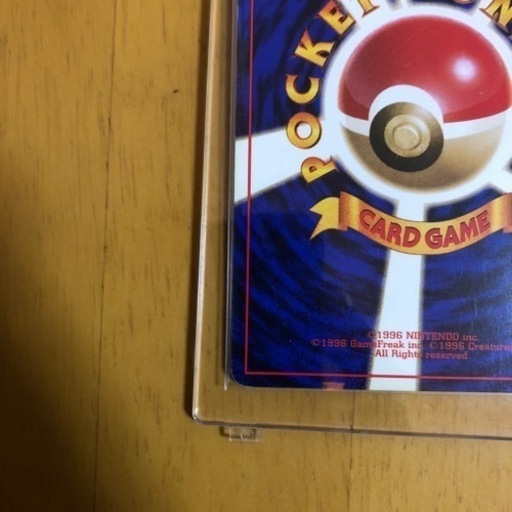 POCKET MON
CARD GAME
©1996 NINTENDO inc.
©1996 GameFreak inc. ©1996 Creatures
All Rights reserved